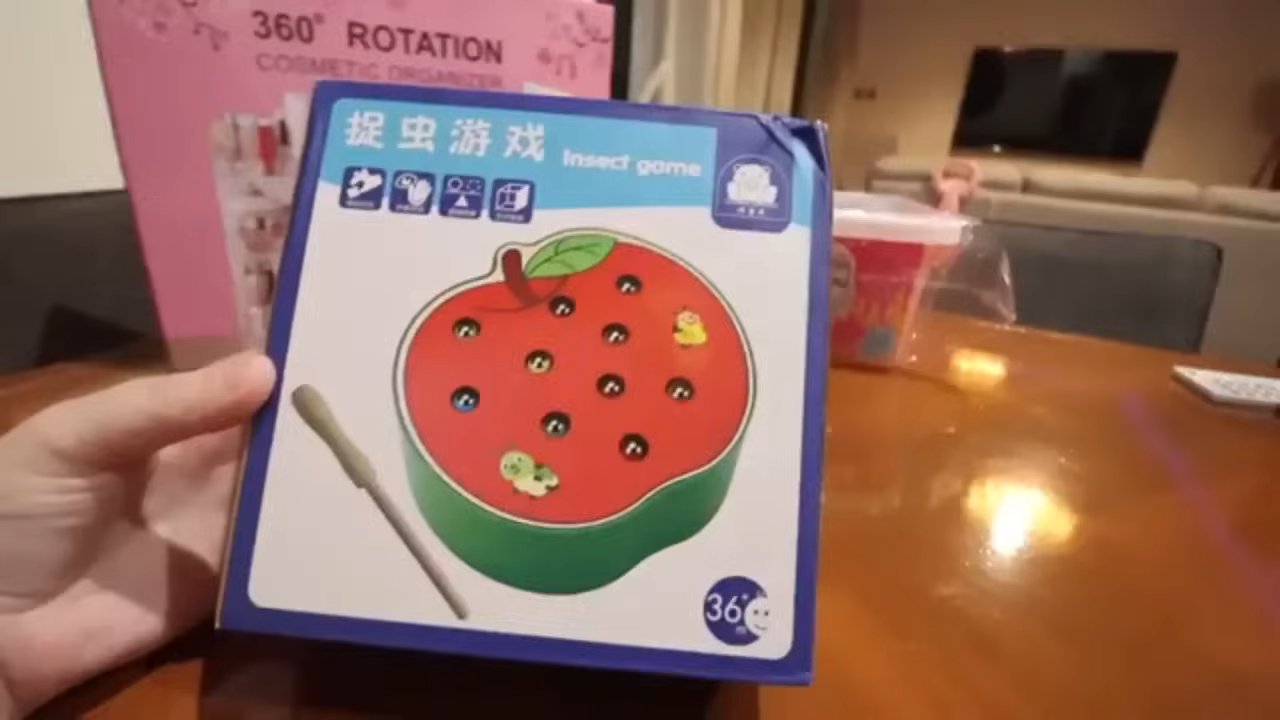 360° ROTATION
COSMETIC ORGANIZER
捉虫游戏 Insect game
36+